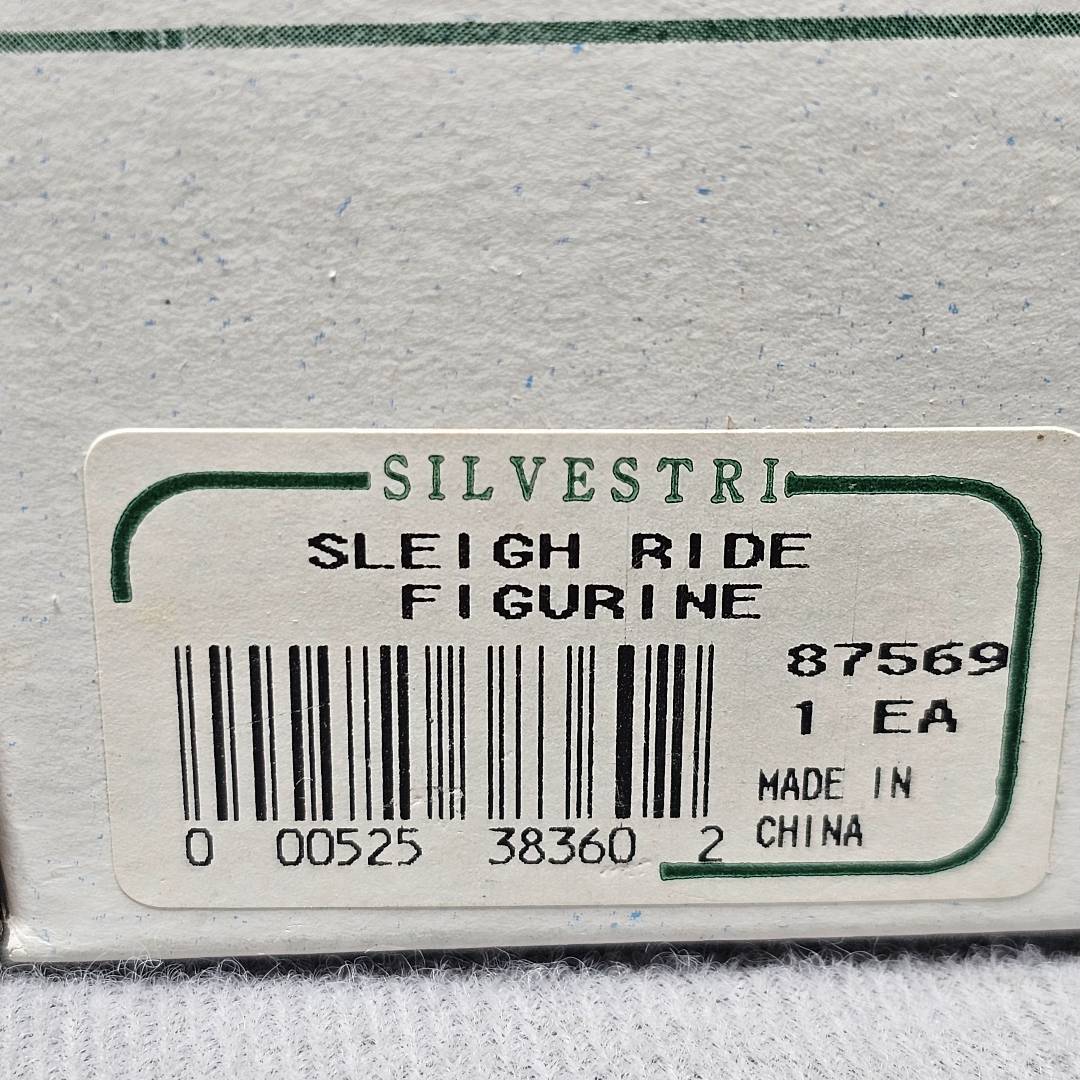 SILVESTRI
SLEIGH RIDE
FIGURINE
87569
1 EA
MADE IN
CHINA
0 00525 38360 2